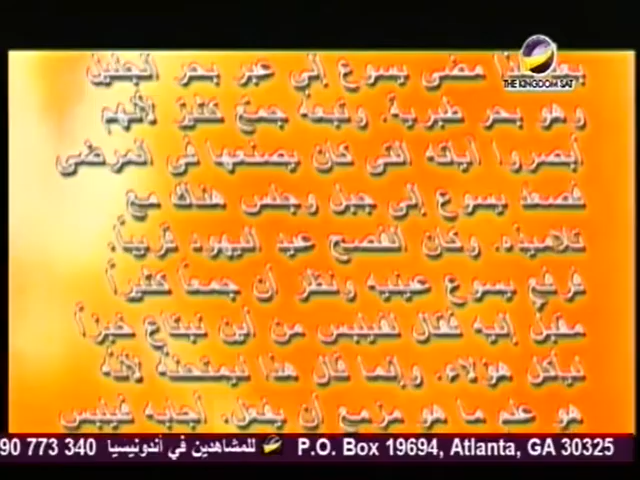 THE KINGDOM SAT
بعد هذا مضى يسوع إلى عبر بحر الجليل
وهو بحر طبرية. وتبعه جمع كثير لأنهم
أبصروا آياته التي كان يصنعها في المرضى
فصعد يسوع إلى جبل وجلس هناك مع
تلاميذه. وكان الفصح عيد اليهود قريباً.
فرفع يسوع عينيه ونظر أن جمعاً كثيراً
مقبل إليه فقال لفيلبس من أين نبتاع خبزاً
ليأكل هؤلاء. وإنما قال هذا ليمتحنه لأنه
هو علم ما هو مزمع أن يفعل. أجابه فيلبس
90 773 340 للمشاهدين في أندونيسيا P.O. Box 19694, Atlanta, GA 30325